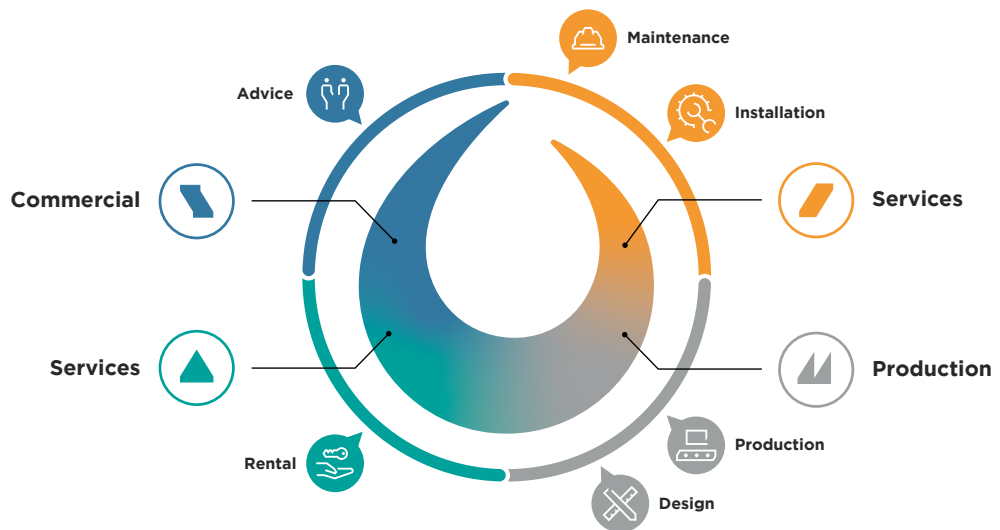 Maintenance
Advice
Installation
Commercial
Services
Services
Production
Production
Rental
Design